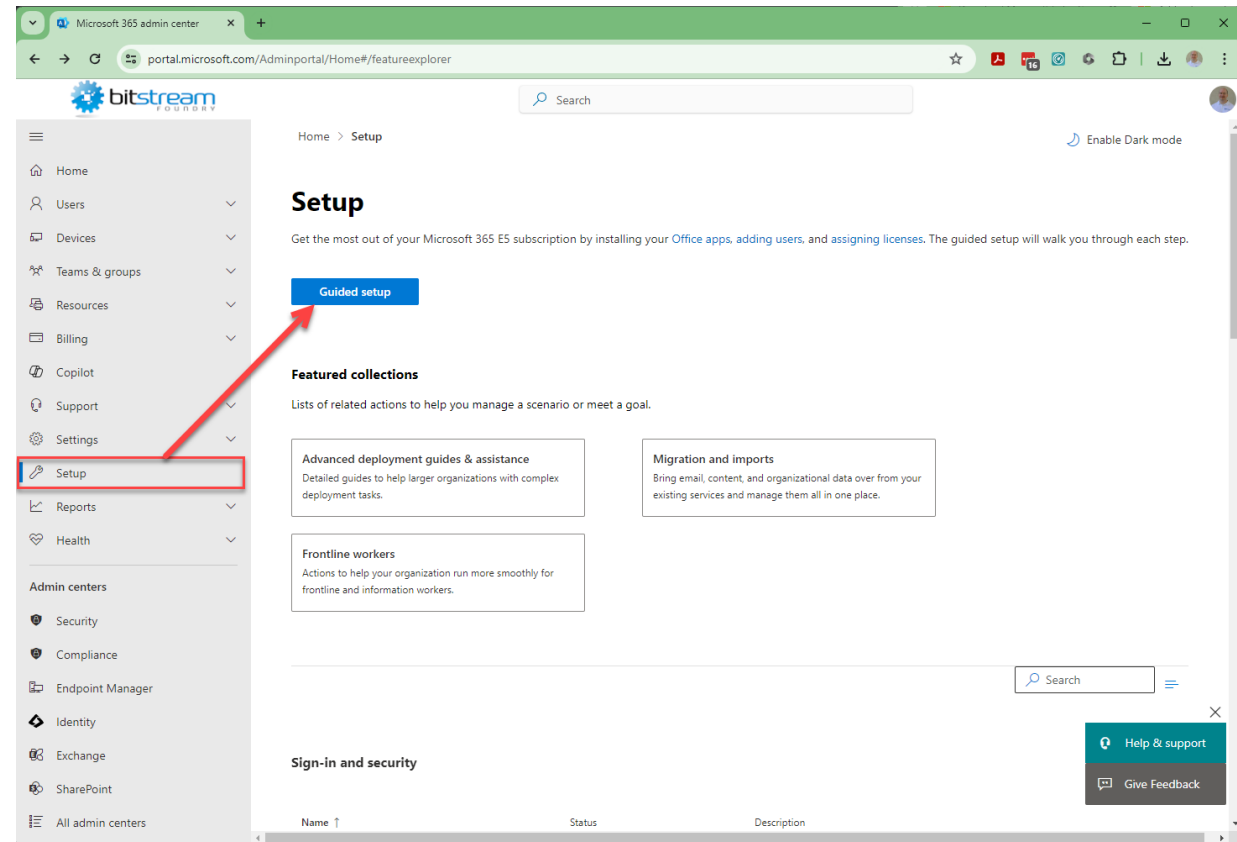 Microsoft 365 admin center
portal.microsoft.com/Adminportal/Home#/featureexplorer
16
bitstream
FOUNDRY
Search
Home > Setup
Enable Dark mode
Home
Users
Devices
Teams & groups
Resources
Billing
Copilot
Support
Settings
Setup
Reports
Health
Admin centers
Security
Compliance
Endpoint Manager
Identity
Exchange
SharePoint
All admin centers
Setup
Get the most out of your Microsoft 365 E5 subscription by installing your Office apps, adding users, and assigning licenses. The guided setup will walk you through each step.
Guided setup
Featured collections
Lists of related actions to help you manage a scenario or meet a goal.
Advanced deployment guides & assistance
Detailed guides to help larger organizations with complex
deployment tasks.
Migration and imports
Bring email, content, and organizational data over from your
existing services and manage them all in one place.
Frontline workers
Actions to help your organization run more smoothly for
frontline and information workers.
Search
Help & support
Give Feedback
Sign-in and security
Name ↑ Status Description